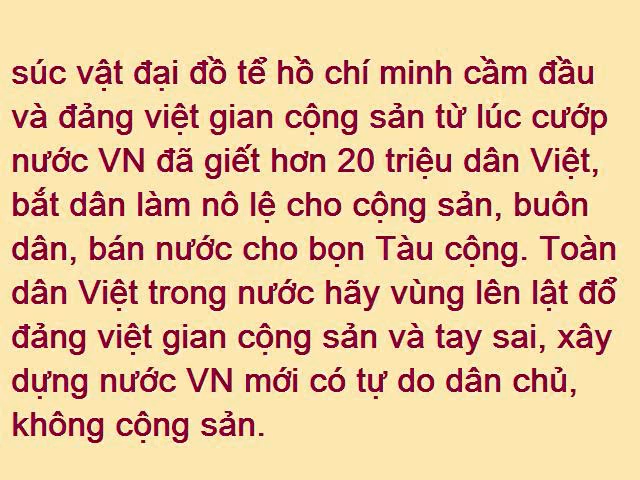 súc vật đại đồ tể hồ chí minh cầm đầu
và đảng việt gian cộng sản từ lúc cướp
nước VN đã giết hơn 20 triệu dân Việt,
bắt dân làm nô lệ cho cộng sản, buôn
dân, bán nước cho bọn Tàu cộng. Toàn
dân Việt trong nước hãy vùng lên lật đổ
đảng việt gian cộng sản và tay sai, xây
dựng nước VN mới có tự do dân chủ,
không cộng sản.